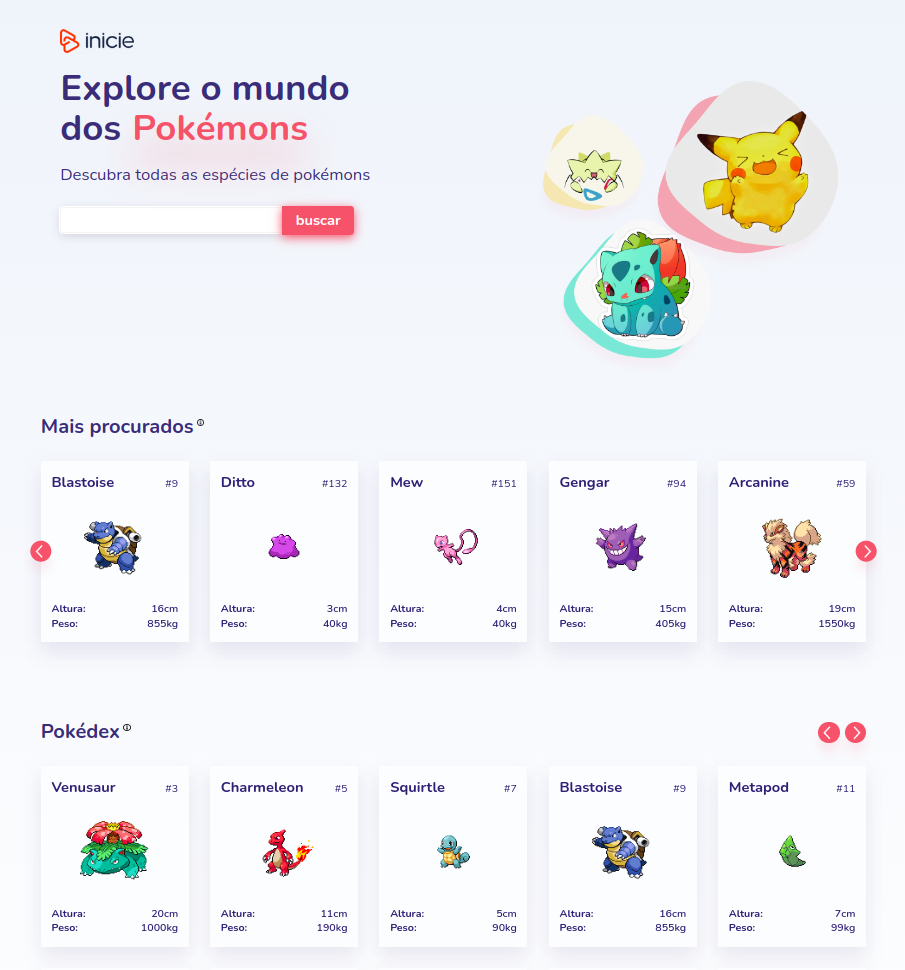 inicie
Explore o mundo
dos Pokémons
Descubra todas as espécies de pokémons
buscar
Mais procurados
Blastoise #9
Altura: 16cm
Peso: 855kg
Ditto #132
Altura: 3cm
Peso: 40kg
Mew #151
Altura: 4cm
Peso: 40kg
Gengar #94
Altura: 15cm
Peso: 405kg
Arcanine #59
Altura: 19cm
Peso: 1550kg
Pokédex
Venusaur #3
Altura: 20cm
Peso: 1000kg
Charmeleon #5
Altura: 11cm
Peso: 190kg
Squirtle #7
Altura: 5cm
Peso: 90kg
Blastoise #9
Altura: 16cm
Peso: 855kg
Metapod #11
Altura: 7cm
Peso: 99kg